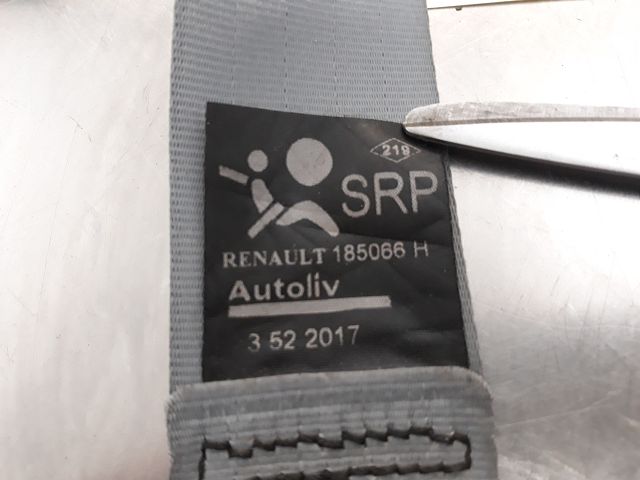 219
SRP
RENAULT 185066 H
Autoliv
3 52 2017